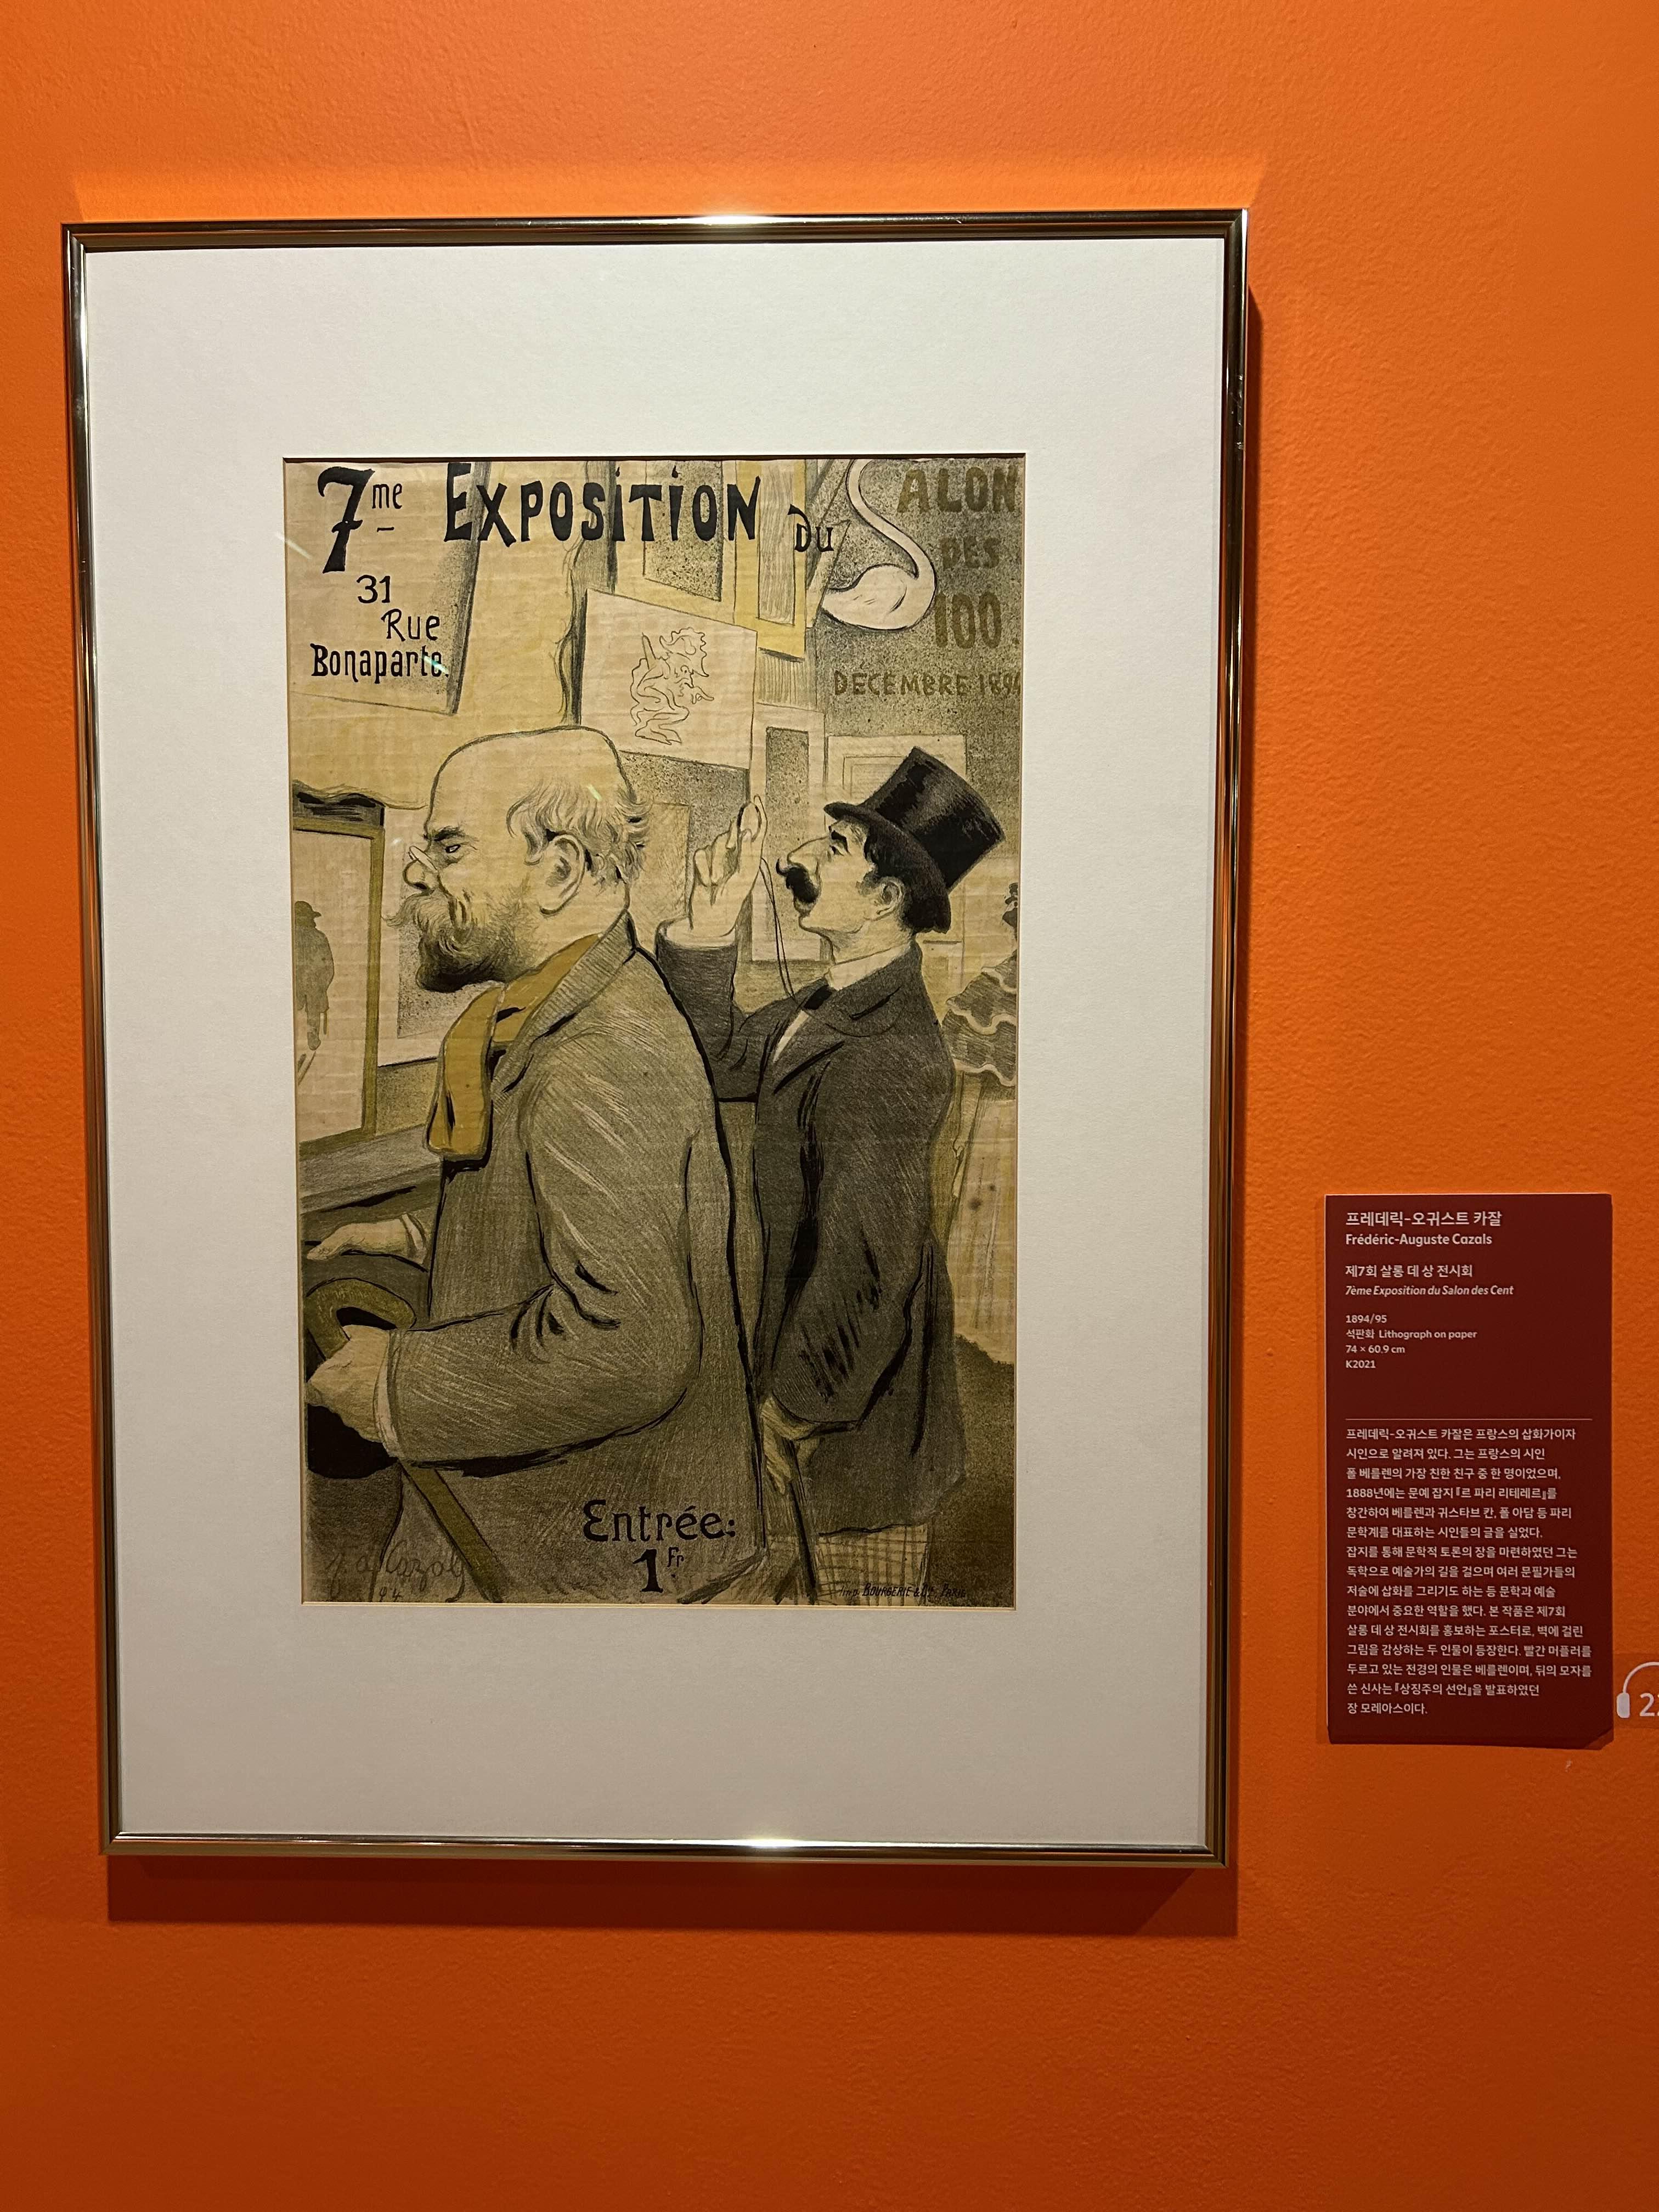 7me EXPOSITION DU SALON
DES
100.
31
Rue
Bonaparte.
DÉCEMBRE 1894
Entrée:
1Fr.
f. a. Cazals
94
Imp. BOURGERIE & Cie. PARIS.
프레데릭-오귀스트 카잘
Frédéric-Auguste Cazals
제7회 살롱 데 상 전시회
7ème Exposition du Salon des Cent
1894/95
석판화 Lithograph on paper
74 × 60.9 cm
K2021
프레데릭-오귀스트 카잘은 프랑스의 삽화가이자
시인으로 알려져 있다. 그는 프랑스의 시인
폴 베를렌의 가장 친한 친구 중 한 명이었으며,
1888년에는 문예 잡지 『르 파리 리테레르』를
창간하여 베를렌과 귀스타브 칸, 폴 아담 등 파리
문학계를 대표하는 시인들의 글을 실었다.
잡지를 통해 문학적 토론의 장을 마련하였던 그는
독학으로 예술가의 길을 걸으며 여러 문필가들의
저술에 삽화를 그리기도 하는 등 문학과 예술
분야에서 중요한 역할을 했다. 본 작품은 제7회
살롱 데 상 전시회를 홍보하는 포스터로, 벽에 걸린
그림을 감상하는 두 인물이 등장한다. 빨간 머플러를
두르고 있는 전경의 인물은 베를렌이며, 뒤의 모자를
쓴 신사는 『상징주의 선언』을 발표하였던
장 모레아스이다.